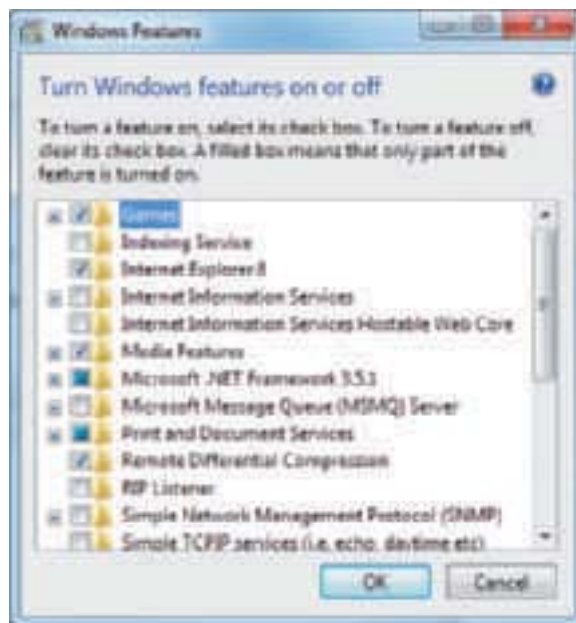 Windows Features
Turn Windows features on or off
To turn a feature on, select its check box. To turn a feature off,
clear its check box. A filled box means that only part of the
feature is turned on.
Games
Indexing Service
Internet Explorer 8
Internet Information Services
Internet Information Services Hostable Web Core
Media Features
Microsoft .NET Framework 3.5.1
Microsoft Message Queue (MSMQ) Server
Print and Document Services
Remote Differential Compression
RIP Listener
Simple Network Management Protocol (SNMP)
Simple TCPIP services (i.e. echo, daytime etc)
OK
Cancel